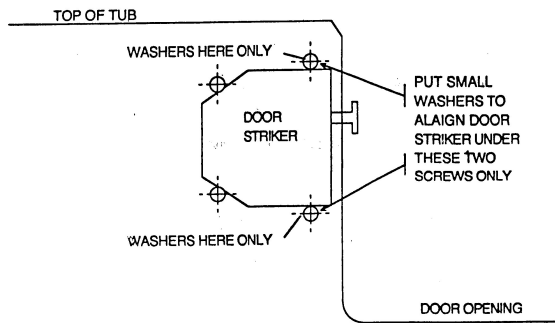 TOP OF TUB
WASHERS HERE ONLY
PUT SMALL
WASHERS TO
ALAIGN DOOR
STRIKER UNDER
THESE TWO
SCREWS ONLY
DOOR
STRIKER
WASHERS HERE ONLY
DOOR OPENING